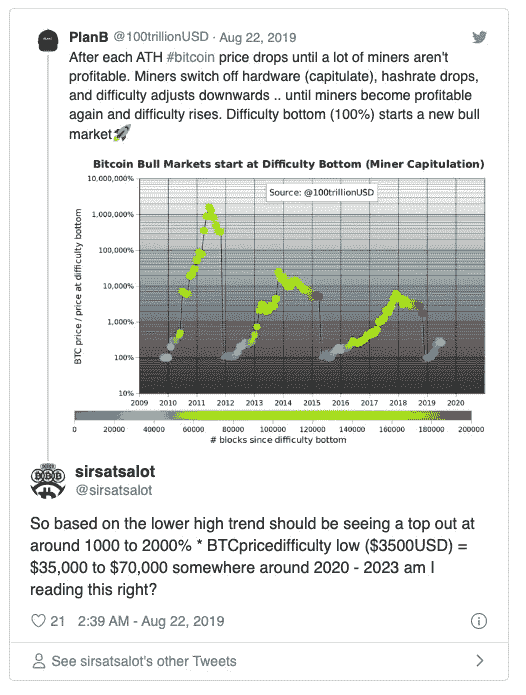 PlanB @100trillionUSD · Aug 22, 2019
After each ATH #bitcoin price drops until a lot of miners aren't
profitable. Miners switch off hardware (capitulate), hashrate drops,
and difficulty adjusts downwards .. until miners become profitable
again and difficulty rises. Difficulty bottom (100%) starts a new bull
market🚀
Bitcoin Bull Markets start at Difficulty Bottom (Miner Capitulation)
Source: @100trillionUSD
BTC price / price at difficulty bottom
10,000,000%
1,000,000%
100,000%
10,000%
1,000%
100%
10%
2009 2010 2011 2012 2013 2014 2015 2016 2017 2018 2019 2020
0 20000 40000 60000 80000 100000 120000 140000 160000 180000 200000
# blocks since difficulty bottom
sirsatsalot
@sirsatsalot
So based on the lower high trend should be seeing a top out at
around 1000 to 2000% * BTCpricedifficulty low ($3500USD) =
$35,000 to $70,000 somewhere around 2020 - 2023 am I
reading this right?
21 2:39 AM - Aug 22, 2019
See sirsatsalot's other Tweets